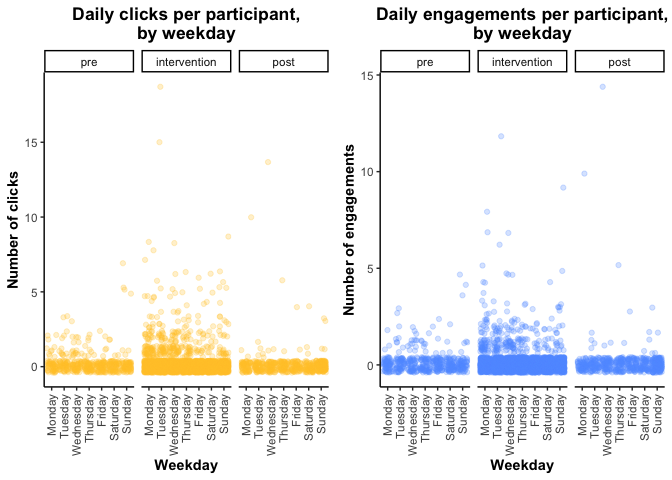 Daily clicks per participant,
by weekday
pre
intervention
post
Number of clicks
15
10
5
0
Monday
Tuesday
Wednesday
Thursday
Friday
Saturday
Sunday
Monday
Tuesday
Wednesday
Thursday
Friday
Saturday
Sunday
Monday
Tuesday
Wednesday
Thursday
Friday
Saturday
Sunday
Weekday
Daily engagements per participant,
by weekday
pre
intervention
post
Number of engagements
15
10
5
0
Monday
Tuesday
Wednesday
Thursday
Friday
Saturday
Sunday
Monday
Tuesday
Wednesday
Thursday
Friday
Saturday
Sunday
Monday
Tuesday
Wednesday
Thursday
Friday
Saturday
Sunday
Weekday